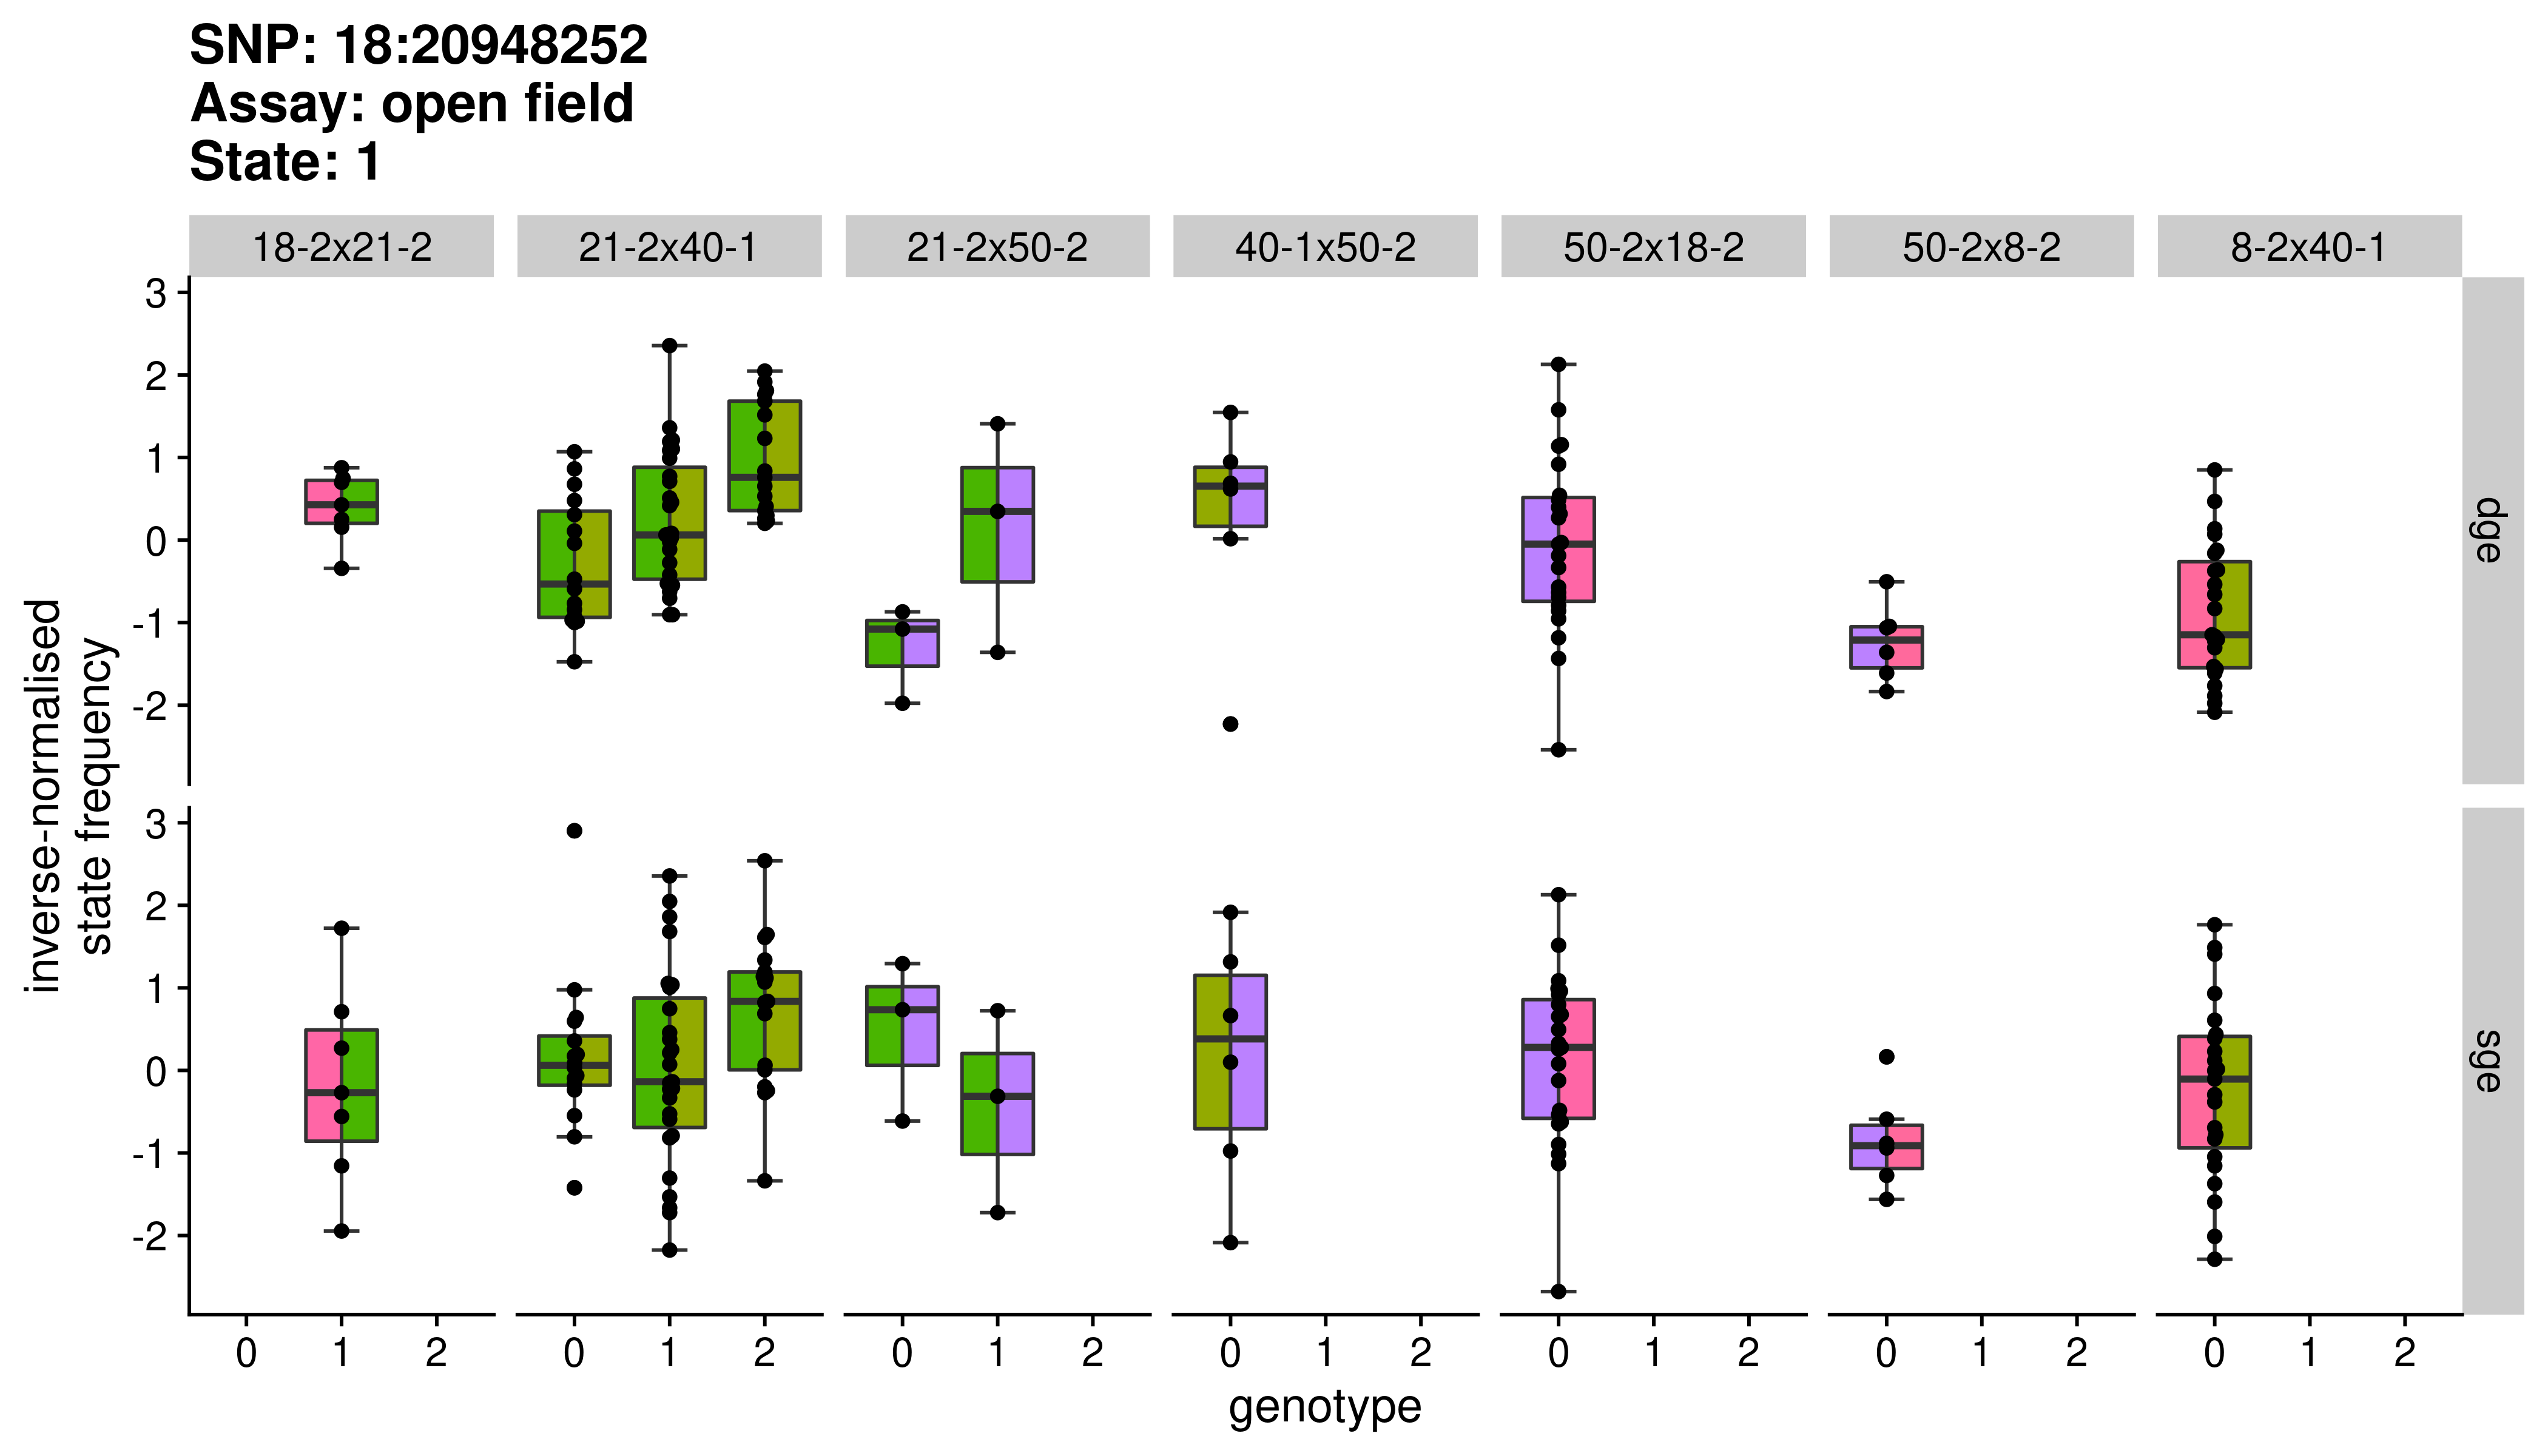 SNP: 18:20948252
Assay: open field
State: 1
18-2x21-2 21-2x40-1 21-2x50-2 40-1x50-2 50-2x18-2 50-2x8-2 8-2x40-1
3
2
1
0
-1
-2
dge
3
2
1
0
-1
-2
sge
inverse-normalised
state frequency
0 1 2 0 1 2 0 1 2 0 1 2 0 1 2 0 1 2 0 1 2
genotype